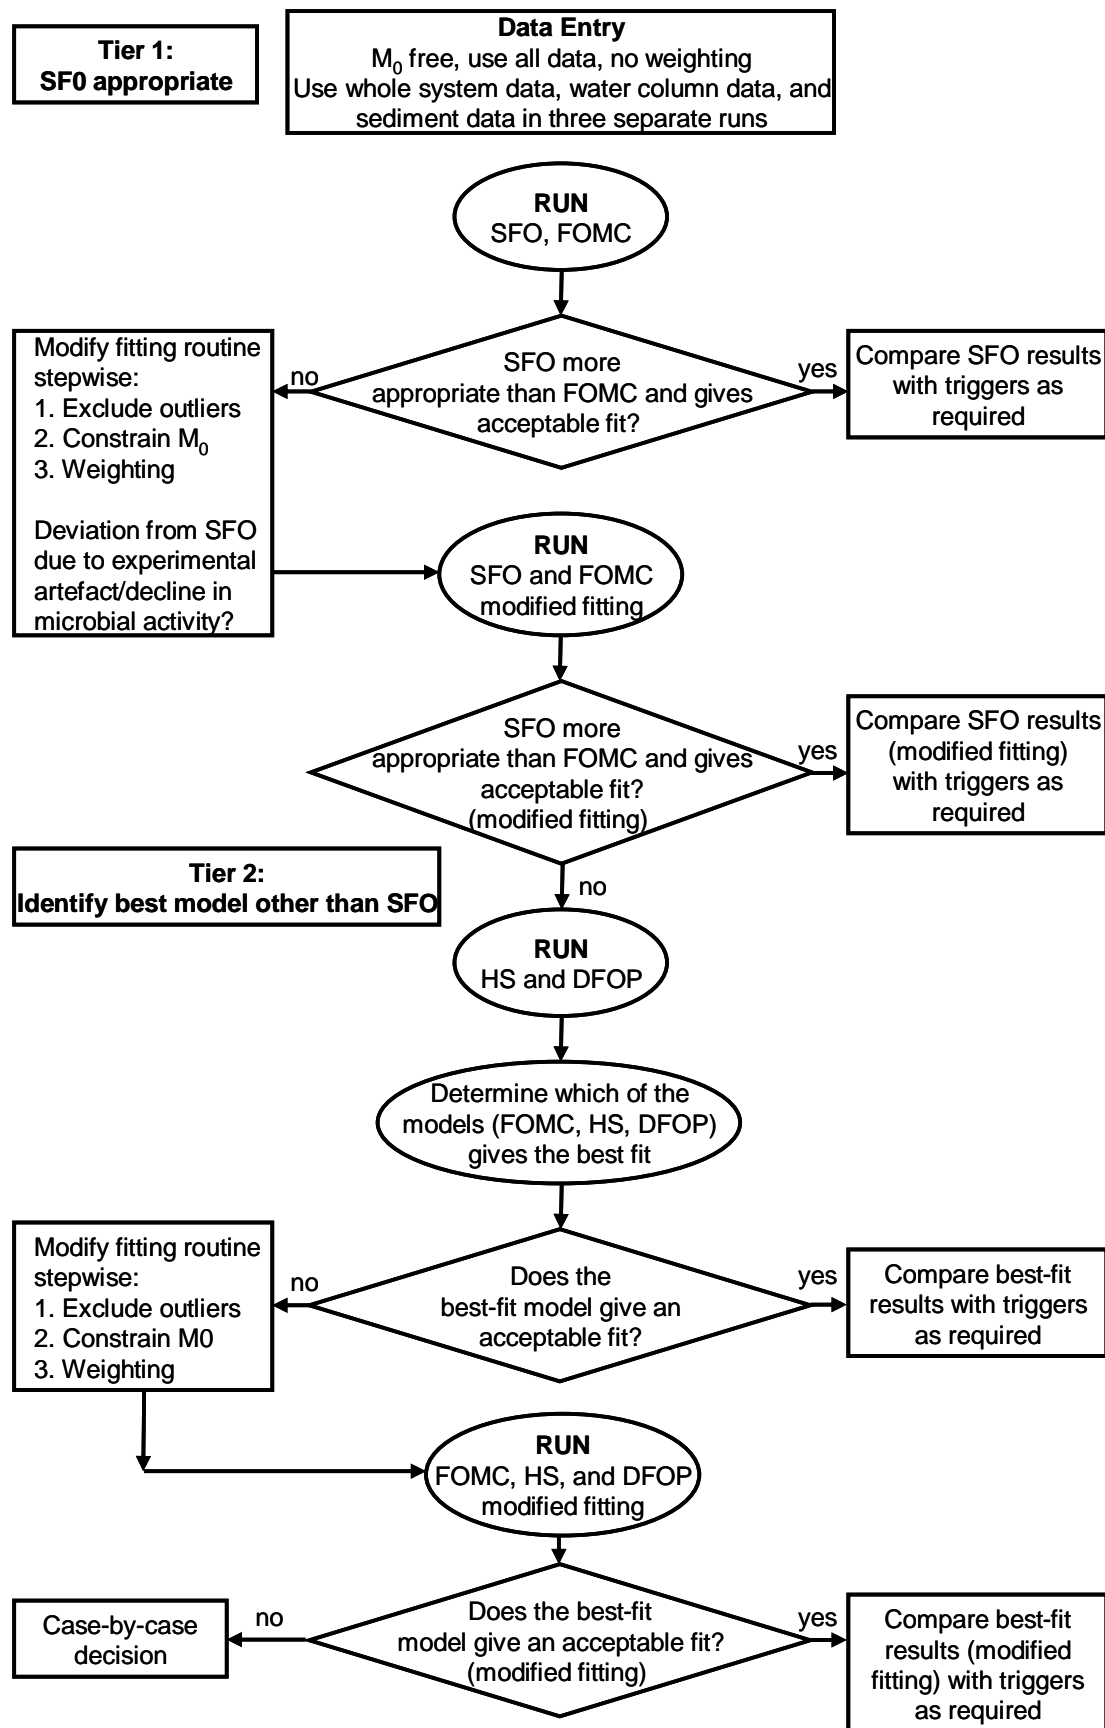 Tier 1:
SF0 appropriate
Data Entry
M0 free, use all data, no weighting
Use whole system data, water column data, and
sediment data in three separate runs
RUN
SFO, FOMC
SFO more
appropriate than FOMC and gives
acceptable fit?
no
yes
Modify fitting routine
stepwise:
1. Exclude outliers
2. Constrain M0
3. Weighting
Deviation from SFO
due to experimental
artefact/decline in
microbial activity?
Compare SFO results
with triggers as
required
RUN
SFO and FOMC
modified fitting
SFO more
appropriate than FOMC and gives
acceptable fit?
(modified fitting)
yes
Compare SFO results
(modified fitting)
with triggers as
required
no
Tier 2:
Identify best model other than SFO
RUN
HS and DFOP
Determine which of the
models (FOMC, HS, DFOP)
gives the best fit
Does the
best-fit model give an
acceptable fit?
no
yes
Modify fitting routine
stepwise:
1. Exclude outliers
2. Constrain M0
3. Weighting
Compare best-fit
results with triggers
as required
RUN
FOMC, HS, and DFOP
modified fitting
Does the best-fit
model give an acceptable fit?
(modified fitting)
no
yes
Case-by-case
decision
Compare best-fit
results (modified
fitting) with triggers
as required